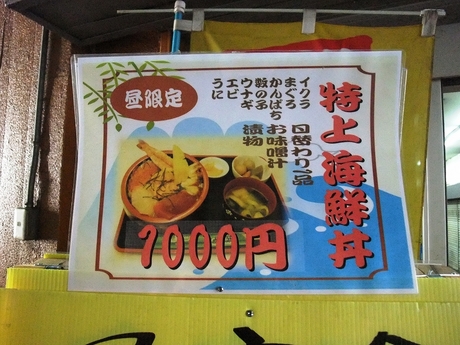 特上海鮮丼
イクラ
まぐろ
かんぱち
数の子
ウナギ
エビ
うに
日替わり一品
お味噌汁
漬物
昼限定
1000円